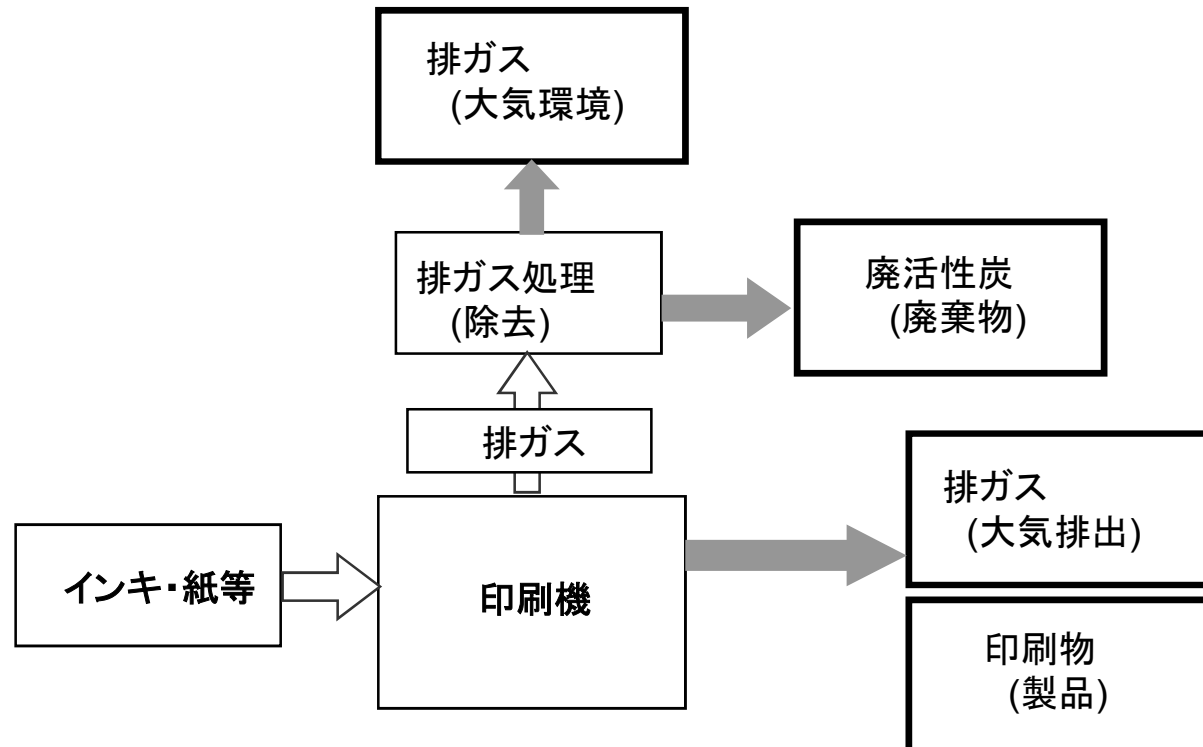 排ガス
(大気環境)
排ガス処理
(除去)
廃活性炭
(廃棄物)
排ガス
排ガス
(大気排出)
インキ・紙等
印刷機
印刷物
(製品)